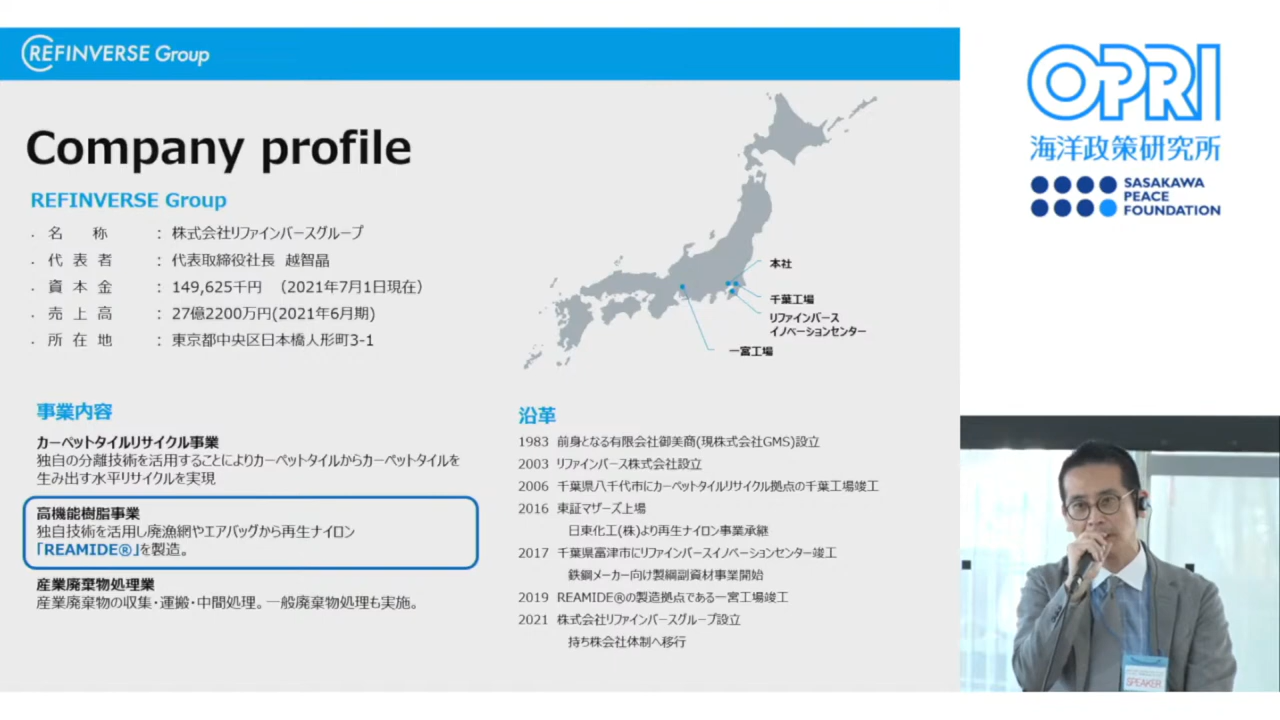 REFINVERSE Group
Company profile
REFINVERSE Group
・名　称　：株式会社リファインバースグループ
・代 表 者　：代表取締役社長 越智晶
・資 本 金　：149,625千円　(2021年7月1日現在)
・売 上 高　：27億2200万円(2021年6月期)
・所 在 地　：東京都中央区日本橋人形町3-1
本社
千葉工場
リファインバース
イノベーションセンター
一宮工場
事業内容
カーペットタイルリサイクル事業
独自の分離技術を活用することによりカーペットタイルからカーペットタイルを
生み出す水平リサイクルを実現
高機能樹脂事業
独自技術を活用し廃漁網やエアバッグから再生ナイロン
「REAMIDE®」を製造。
産業廃棄物処理業
産業廃棄物の収集・運搬・中間処理。一般廃棄物処理も実施。
沿革
1983 前身となる有限会社御美商(現株式会社GMS)設立
2003 リファインバース株式会社設立
2006 千葉県八千代市にカーペットタイルリサイクル拠点の千葉工場竣工
2016 東証マザーズ上場
日東化工(株)より再生ナイロン事業承継
2017 千葉県富津市にリファインバースイノベーションセンター竣工
鉄鋼メーカー向け製鋼副資材事業開始
2019 REAMIDE®の製造拠点である一宮工場竣工
2021 株式会社リファインバースグループ設立
持ち株会社体制へ移行
OPRI
海洋政策研究所
SASAKAWA
PEACE
FOUNDATION
SPEAKER